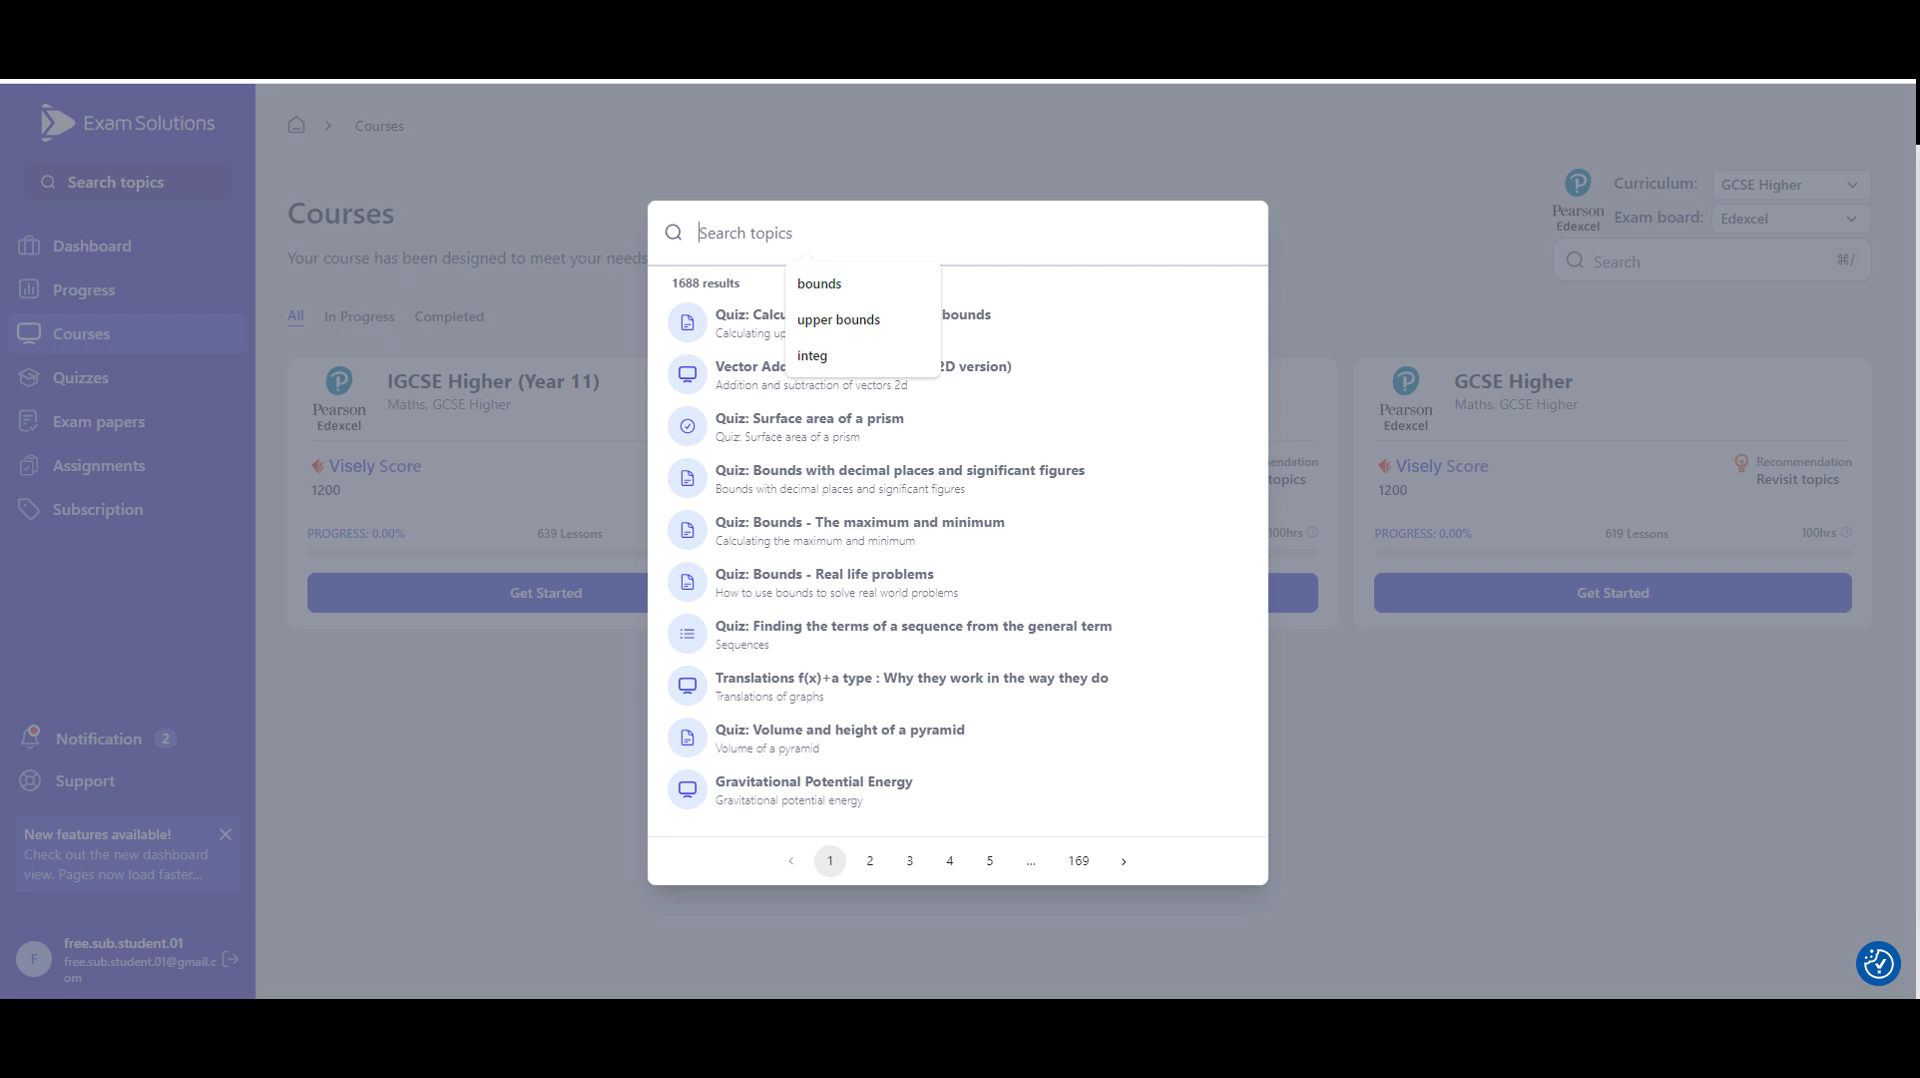 Exam Solutions
Search topics
Dashboard
Progress
Courses
Quizzes
Exam papers
Assignments
Subscription
Notification 2
Support
New features available!
Check out the new dashboard
view. Pages now load faster...
F
free.sub.student.01
free.sub.student.01@gmail.c
om
Courses
Courses
Your course has been designed to meet your needs
All In Progress Completed
Pearson
Edexcel
Curriculum: GCSE Higher
Exam board: Edexcel
Search ⌘/
Pearson
Edexcel
IGCSE Higher (Year 11)
Maths, GCSE Higher
Visely Score
1200
PROGRESS: 0.00% 639 Lessons
Get Started
endation
topics
100hrs
Pearson
Edexcel
GCSE Higher
Maths, GCSE Higher
Visely Score
1200
Recommendation
Revisit topics
PROGRESS: 0.00% 619 Lessons 100hrs
Get Started
Search topics
1688 results
bounds
upper bounds
integ
Quiz: Calcu bounds
Calculating up
Vector Add 2D version)
Addition and subtraction of vectors 2d
Quiz: Surface area of a prism
Quiz: Surface area of a prism
Quiz: Bounds with decimal places and significant figures
Bounds with decimal places and significant figures
Quiz: Bounds - The maximum and minimum
Calculating the maximum and minimum
Quiz: Bounds - Real life problems
How to use bounds to solve real world problems
Quiz: Finding the terms of a sequence from the general term
Sequences
Translations f(x)+a type : Why they work in the way they do
Translations of graphs
Quiz: Volume and height of a pyramid
Volume of a pyramid
Gravitational Potential Energy
Gravitational potential energy
‹ 1 2 3 4 5 ... 169 ›